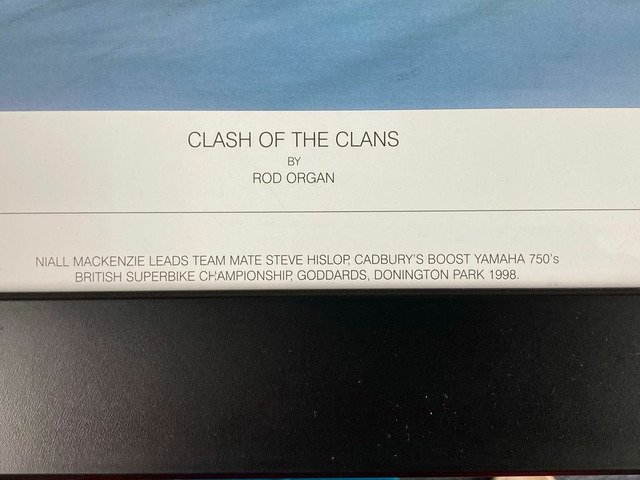 CLASH OF THE CLANS
BY
ROD ORGAN
NIALL MACKENZIE LEADS TEAM MATE STEVE HISLOP, CADBURY'S BOOST YAMAHA 750's
BRITISH SUPERBIKE CHAMPIONSHIP, GODDARDS, DONINGTON PARK 1998.